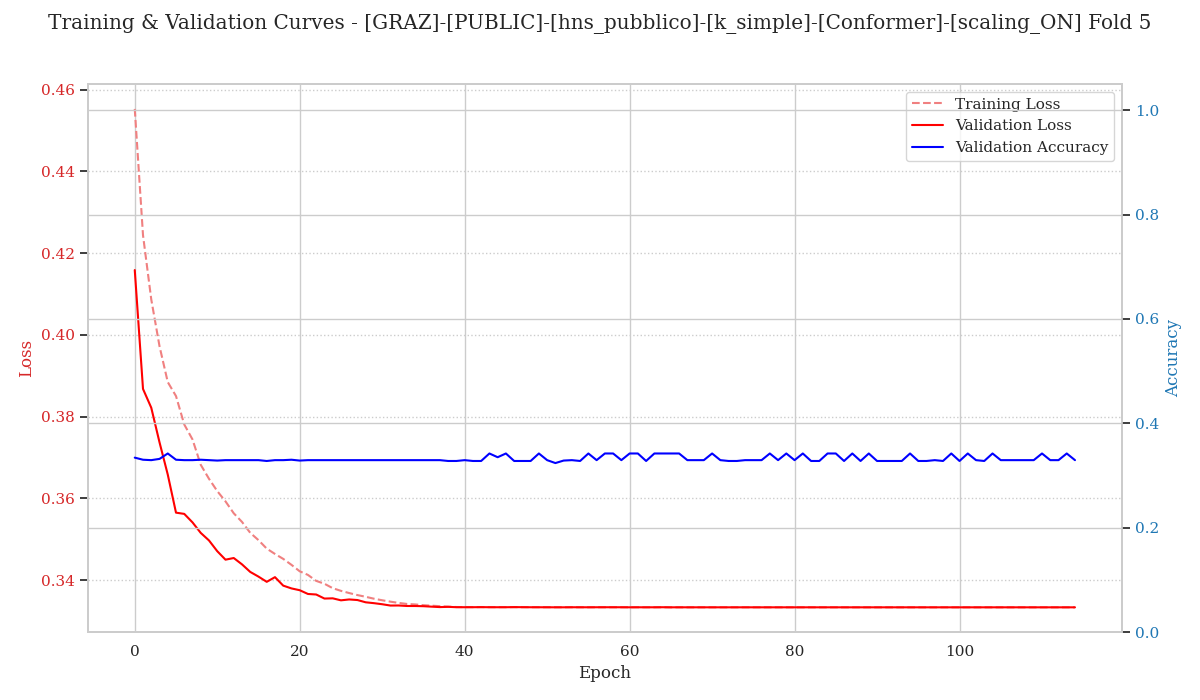 Training & Validation Curves - [GRAZ]-[PUBLIC]-[hns_pubblico]-[k_simple]-[Conformer]-[scaling_ON] Fold 5
Training Loss
Validation Loss
Validation Accuracy
0.46
0.44
0.42
0.40
0.38
0.36
0.34
Loss
1.0
0.8
0.6
0.4
0.2
0.0
Accuracy
0
20
40
60
80
100
Epoch